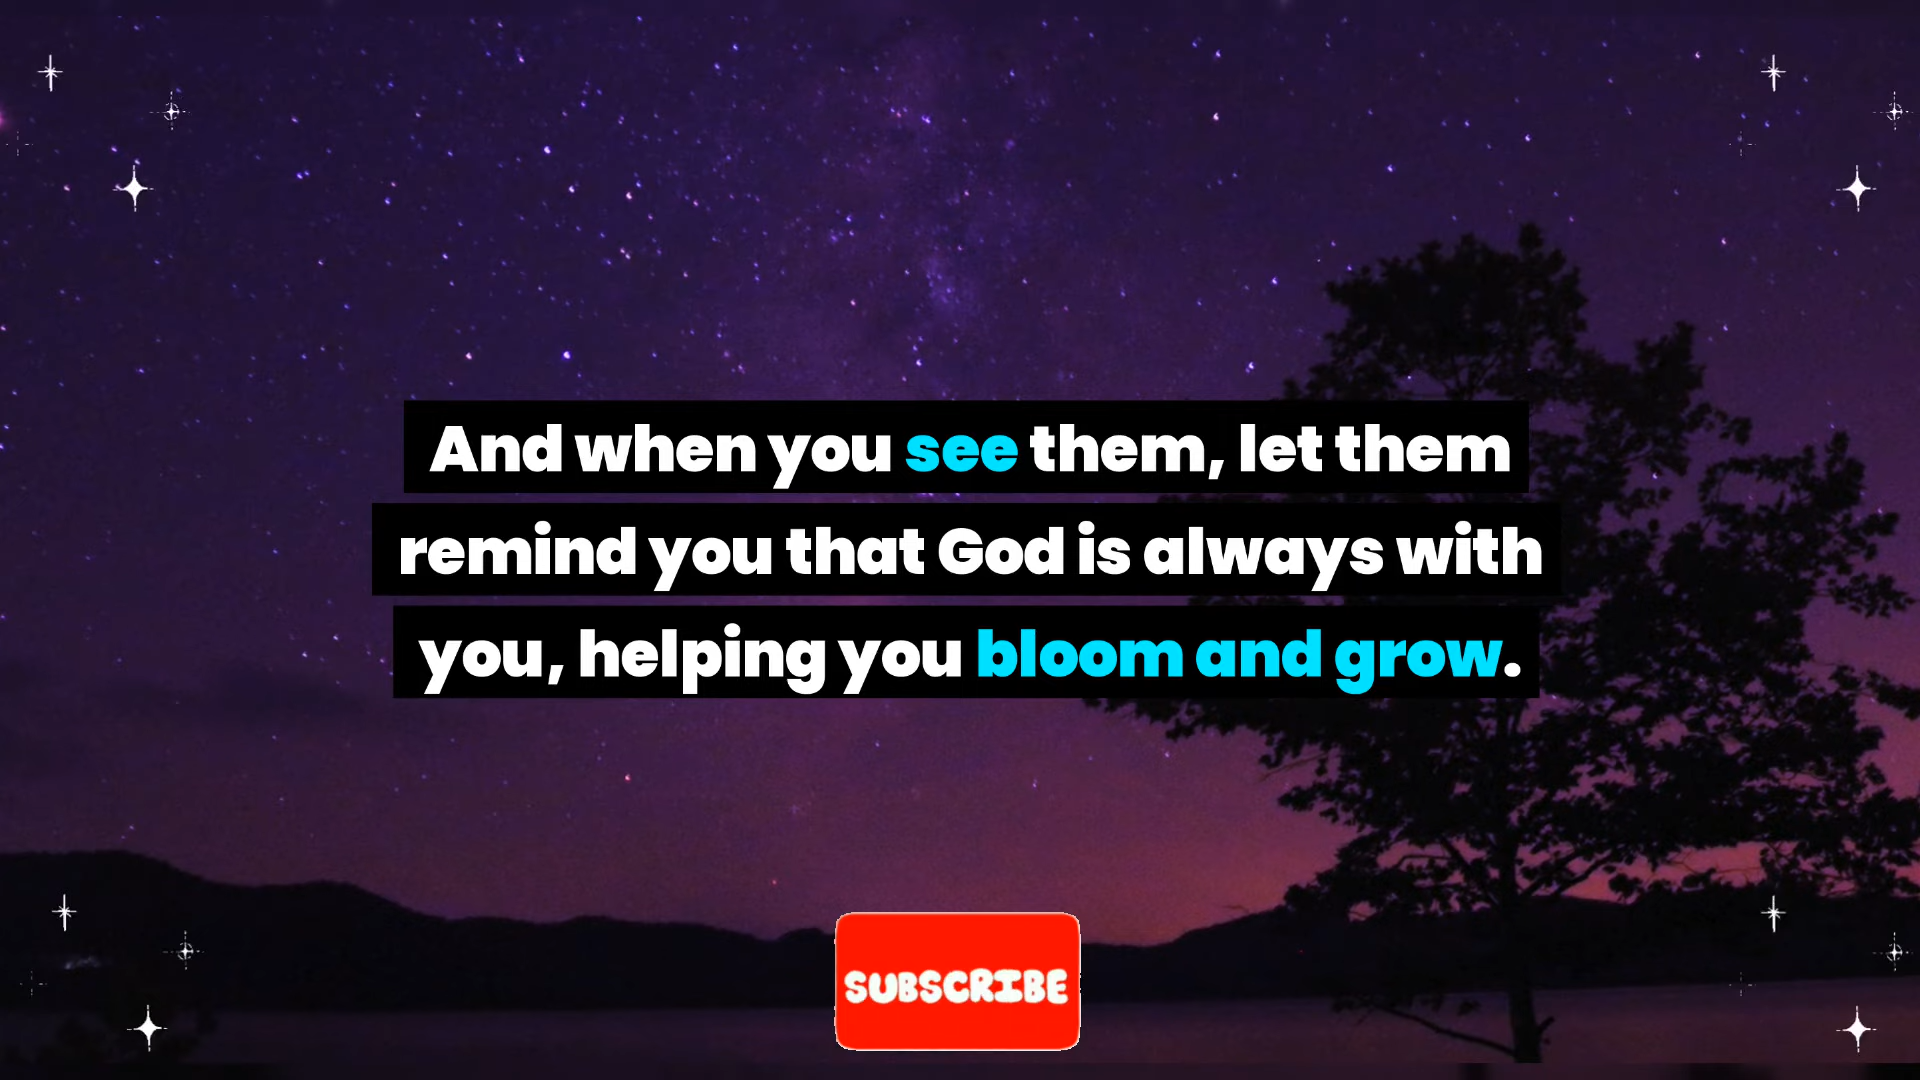 And when you see them, let them
remind you that God is always with
you, helping you bloom and grow.
SUBSCRIBE